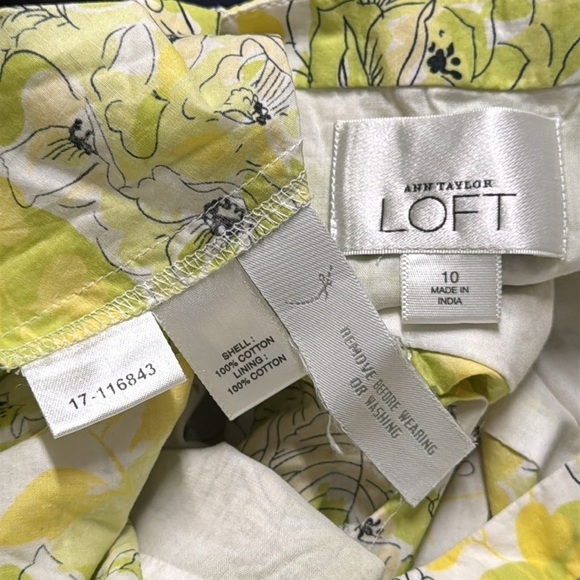 ANN TAYLOR
LOFT
10
MADE IN
INDIA
17-116843
SHELL :
100% COTTON
LINING :
100% COTTON
REMOVE BEFORE WEARING
OR WASHING